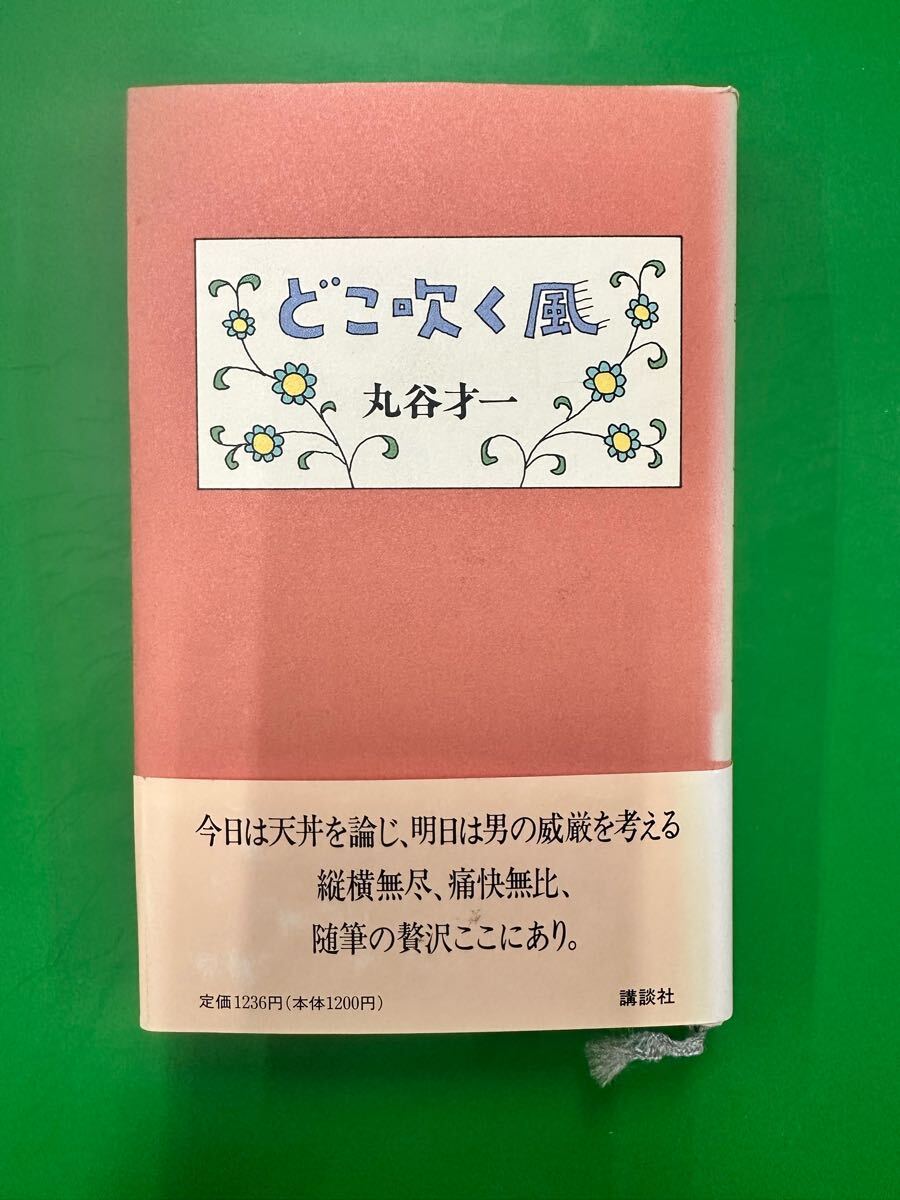 どこ吹く風
丸谷才一
今日は天丼を論じ、明日は男の威厳を考える
縦横無尽、痛快無比、
随筆の贅沢ここにあり。
定価1236円(本体1200円)
講談社